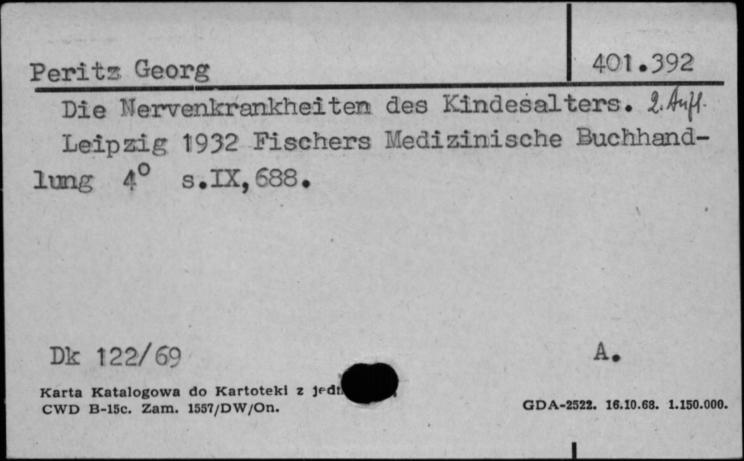 Peritz Georg
401.392
Die Nervenkrankheiten des Kindesalters. 2. Aufl.
Leipzig 1932 Fischers Medizinische Buchhand-
lung 4° s.IX,688.
Dk 122/69
A.
Karta Katalogowa do Kartoteki z
CWD B-15c. Zam. 1557/DW/On.
GDA-2522. 16.10.68. 1.150.000.